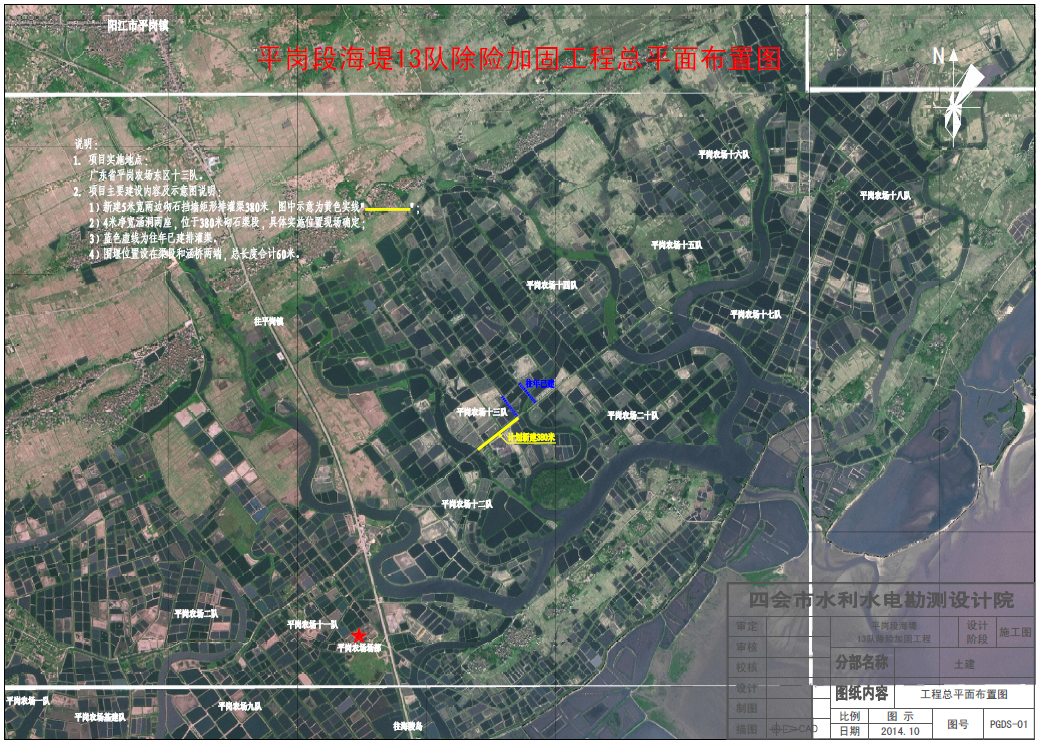 阳江市平岗镇
平岗段海堤13队除险加固工程总平面布置图
N
说明：
1、项目实施地点：
广东省平岗农场东区十三队。
2、项目主要建设内容及示意图说明：
1）新建5米宽两边砌石挡墙矩形排灌渠380米，图中示意为黄色实线“ ”；
2）4米净宽涵洞两座，位于380米砌石渠段，具体实施位置现场确定；
3）蓝色虚线为往年已建排灌渠。
4）围堰位置设在渠段和涵桥两端，总长度合计60米。
平岗农场十六队
平岗农场十八队
平岗农场十五队
平岗农场十四队
平岗农场十七队
往平岗镇
往年已建
平岗农场十三队
平岗农场二十队
计划新建380米
平岗农场十二队
平岗农场二队
平岗农场十一队
平岗农场场部
平岗农场一队
平岗农场基建队
平岗农场九队
往海陵岛
四会市水利水电勘测设计院
审定
审核
校核
设计
制图
描图
CAD
平岗段海堤
13队除险加固工程
设计
阶段
施工图
分部名称
土建
图纸内容
工程总平面布置图
比例
图 示
日期
2014.10
图号
PGDS-01